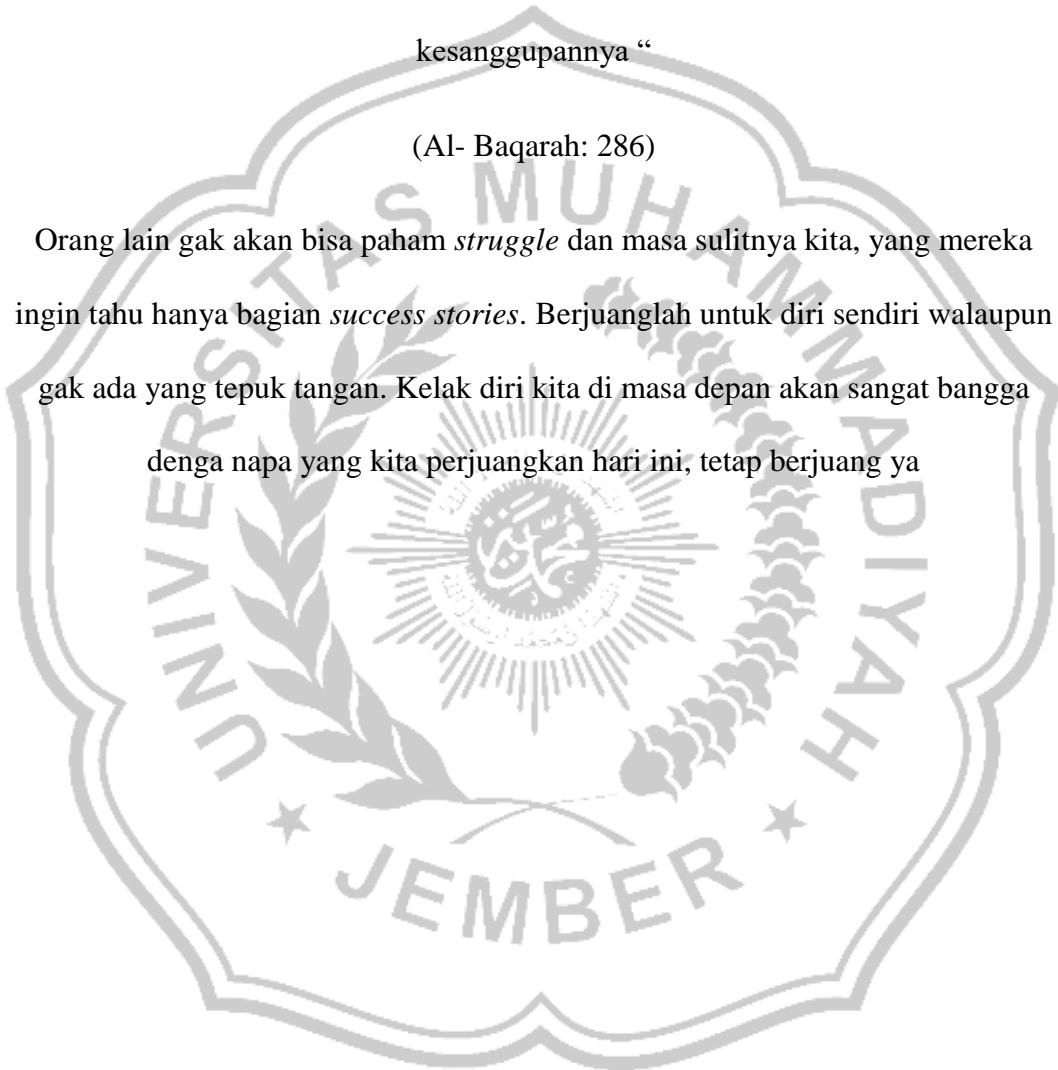 kesanggupannya “
(Al- Baqarah: 286)
Orang lain gak akan bisa paham struggle dan masa sulitnya kita, yang mereka
ingin tahu hanya bagian success stories. Berjuanglah untuk diri sendiri walaupun
gak ada yang tepuk tangan. Kelak diri kita di masa depan akan sangat bangga
denga napa yang kita perjuangkan hari ini, tetap berjuang ya
UNIVERSITAS MUHAMMADIYAH
JEMBER